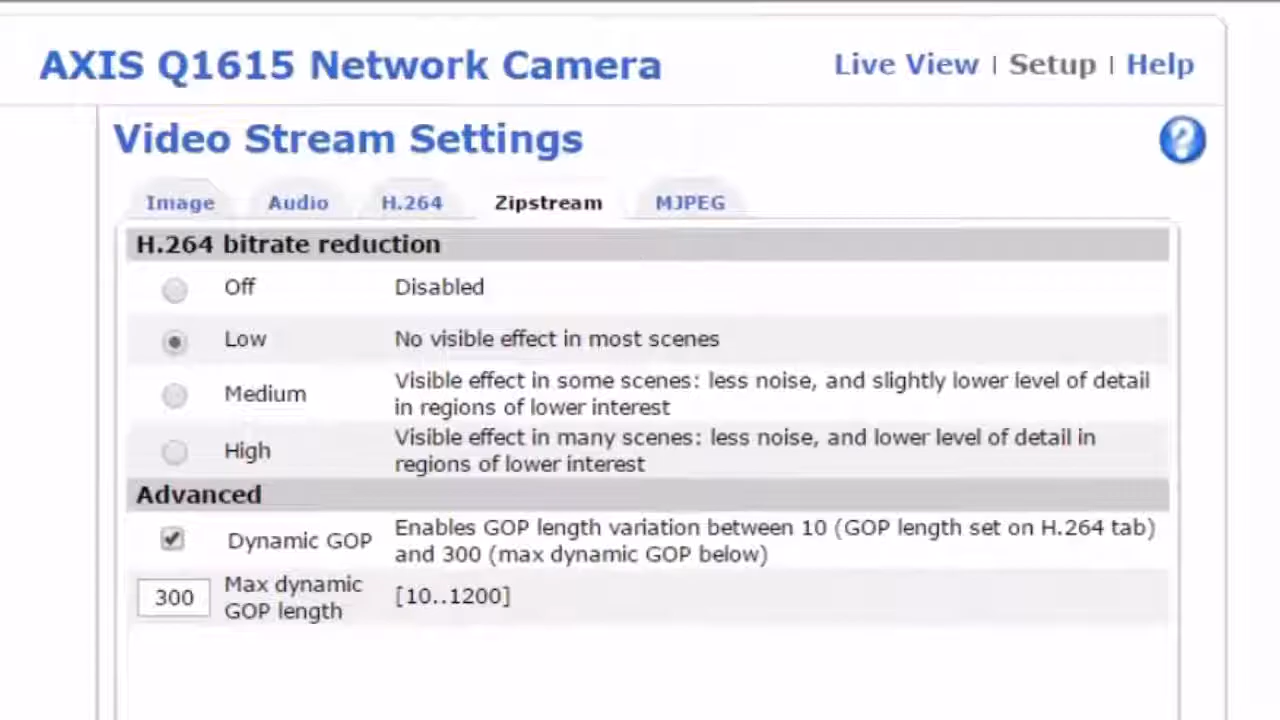 AXIS Q1615 Network Camera
Live View | Setup | Help
Video Stream Settings
?
Image Audio H.264 Zipstream MJPEG
H.264 bitrate reduction
Off Disabled
Low No visible effect in most scenes
Medium Visible effect in some scenes: less noise, and slightly lower level of detail
in regions of lower interest
High Visible effect in many scenes: less noise, and lower level of detail in
regions of lower interest
Advanced
Dynamic GOP Enables GOP length variation between 10 (GOP length set on H.264 tab)
and 300 (max dynamic GOP below)
300 Max dynamic
GOP length [10..1200]